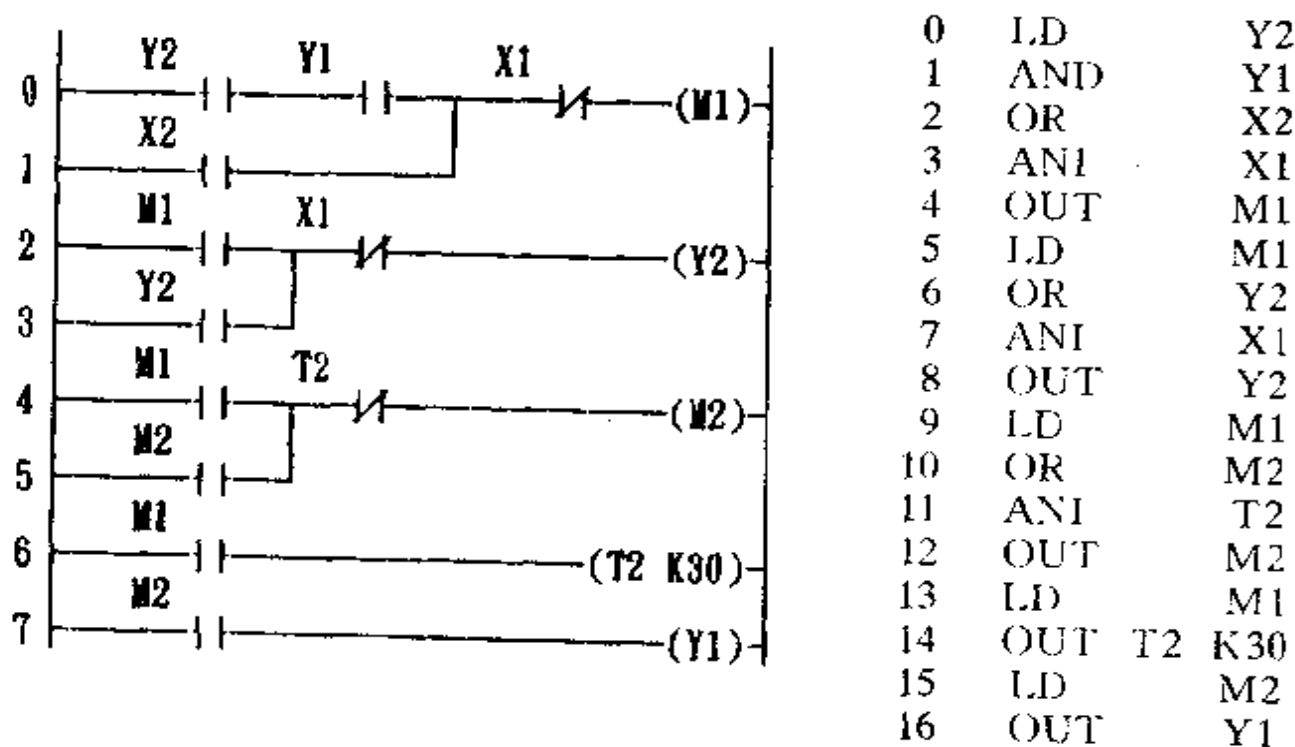 Y2 Y1 X1
0 (M1)
X2
1
M1 X1
2 (Y2)
Y2
3
M1 T2
4 (M2)
M2
5
M1
6 (T2 K30)
M2
7 (Y1)
0 LD Y2
1 AND Y1
2 OR X2
3 ANI X1
4 OUT M1
5 LD M1
6 OR Y2
7 ANI X1
8 OUT Y2
9 LD M1
10 OR M2
11 ANI T2
12 OUT M2
13 LD M1
14 OUT T2 K30
15 LD M2
16 OUT Y1